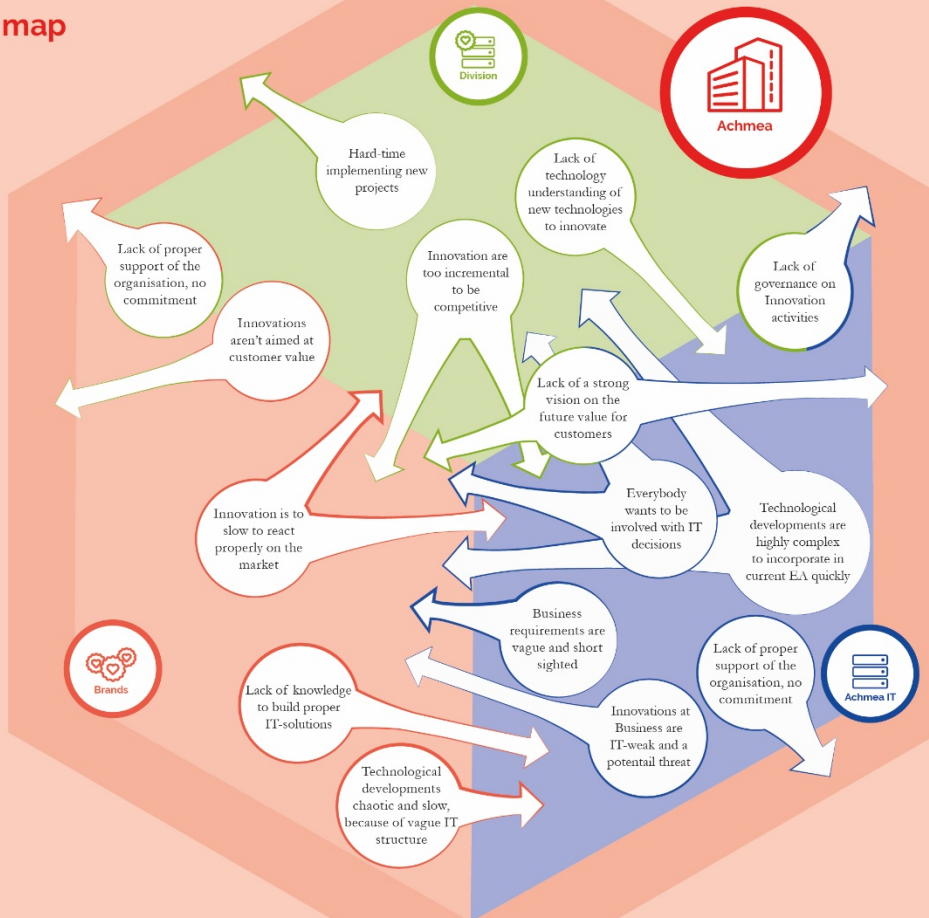 map
Division
Achmea
Hard-time
implementing new
projects
Lack of
technology
understanding of
new technologies
to innovate
Lack of proper
support of the
organisation, no
commitment
Innovation are
too incremental
to be
competitive
Lack of
governance on
Innovation
activities
Innovations
aren't aimed at
customer value
Lack of a strong
vision on the
future value for
customers
Innovation is to
slow to react
properly on the
market
Everybody
wants to be
involved with IT
decisions
Technological
developments are
highly complex
to incorporate in
current EA quickly
Business
requirements are
vague and short
sighted
Brands
Lack of knowledge
to build proper
IT-solutions
Innovations at
Business are
IT-weak and a
potentail threat
Lack of proper
support of the
organisation, no
commitment
Achmea IT
Technological
developments
chaotic and slow,
because of vague IT
structure